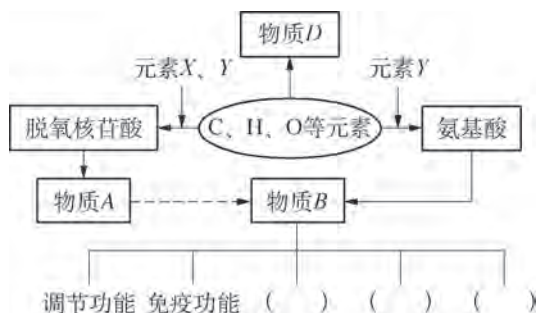 物质D
元素X、Y
元素Y
脱氧核苷酸
C、H、O等元素
氨基酸
物质A
物质B
调节功能 免疫功能 (  ) (  ) (  )